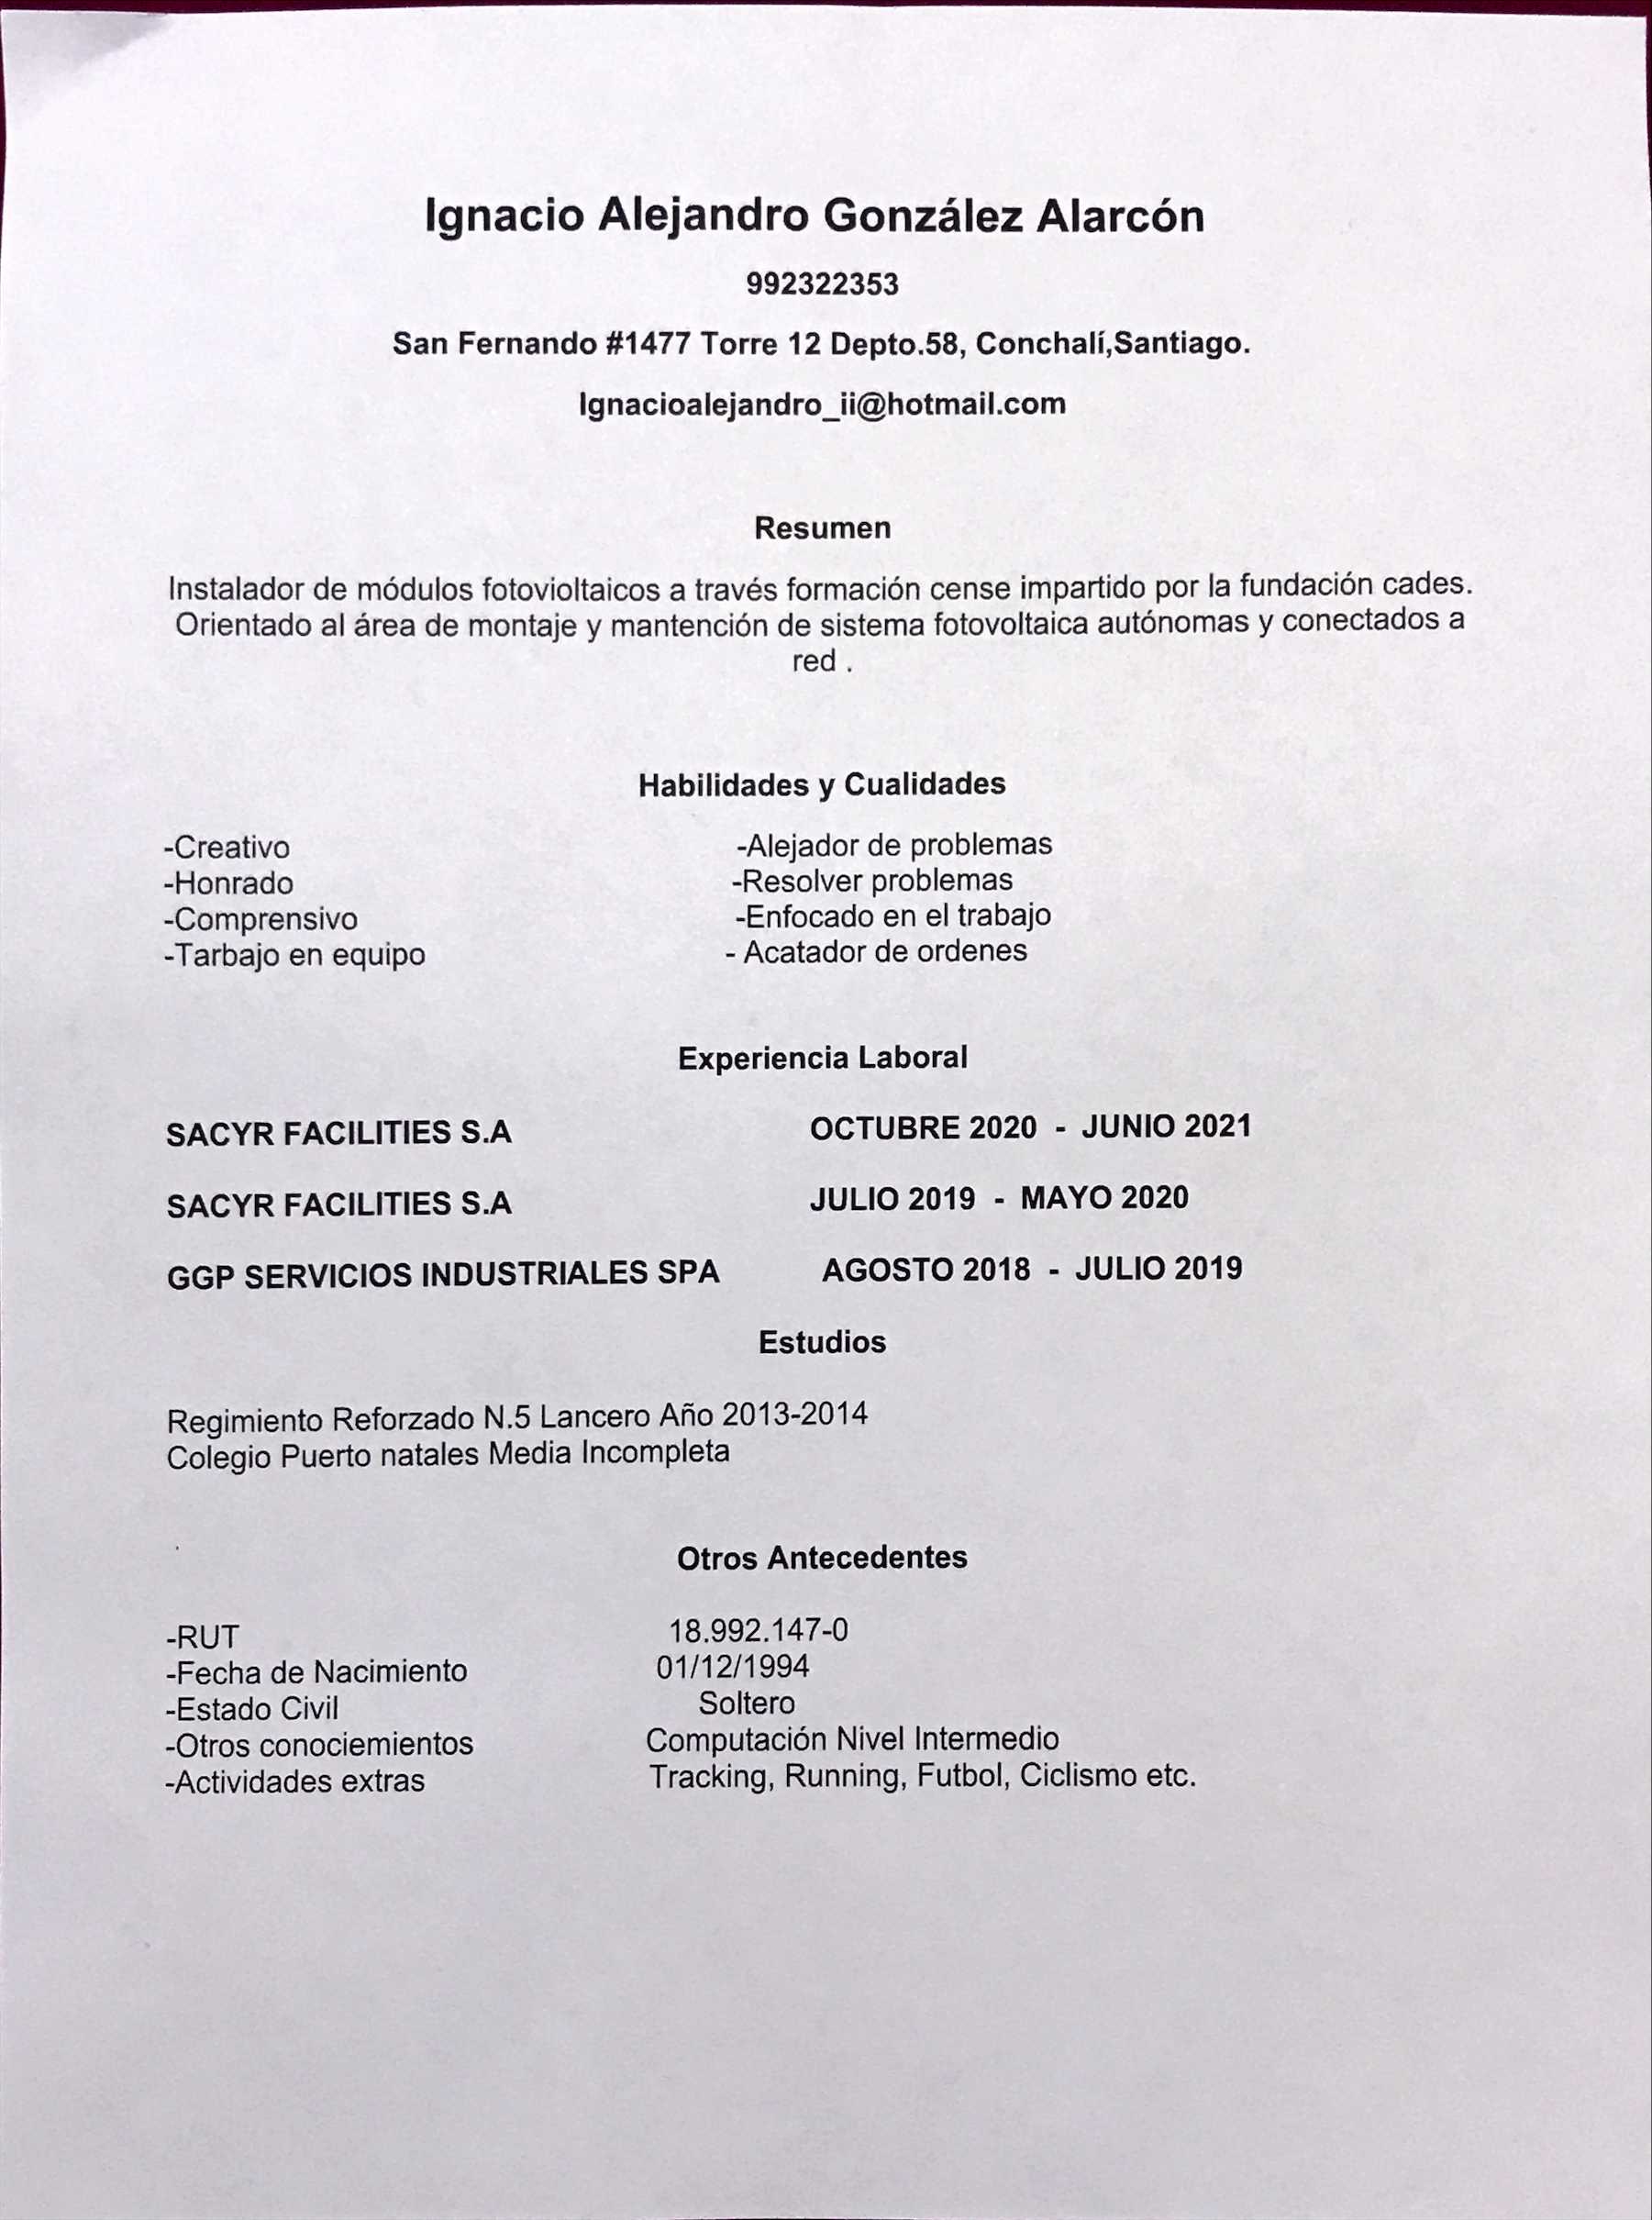 Ignacio Alejandro González Alarcón
992322353
San Fernando #1477 Torre 12 Depto.58, Conchalí,Santiago.
Ignacioalejandro_ii@hotmail.com
Resumen
Instalador de módulos fotovioltaicos a través formación cense impartido por la fundación cades.
Orientado al área de montaje y mantención de sistema fotovoltaica autónomas y conectados a
red .
Habilidades y Cualidades
-Creativo -Alejador de problemas
-Honrado -Resolver problemas
-Comprensivo -Enfocado en el trabajo
-Tarbajo en equipo - Acatador de ordenes
Experiencia Laboral
SACYR FACILITIES S.A OCTUBRE 2020 - JUNIO 2021
SACYR FACILITIES S.A JULIO 2019 - MAYO 2020
GGP SERVICIOS INDUSTRIALES SPA AGOSTO 2018 - JULIO 2019
Estudios
Regimiento Reforzado N.5 Lancero Año 2013-2014
Colegio Puerto natales Media Incompleta
Otros Antecedentes
-RUT 18.992.147-0
-Fecha de Nacimiento 01/12/1994
-Estado Civil Soltero
-Otros conociemientos Computación Nivel Intermedio
-Actividades extras Tracking, Running, Futbol, Ciclismo etc.